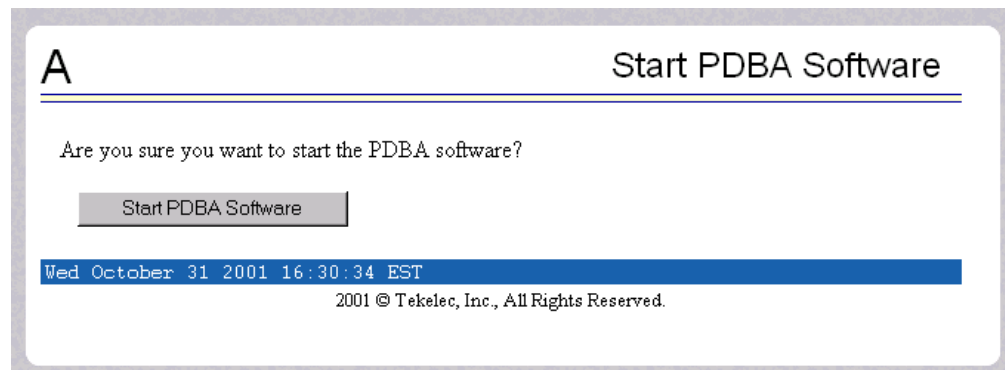 A
Start PDBA Software
Are you sure you want to start the PDBA software?
Start PDBA Software
Wed October 31 2001 16:30:34 EST
2001 © Tekelec, Inc., All Rights Reserved.